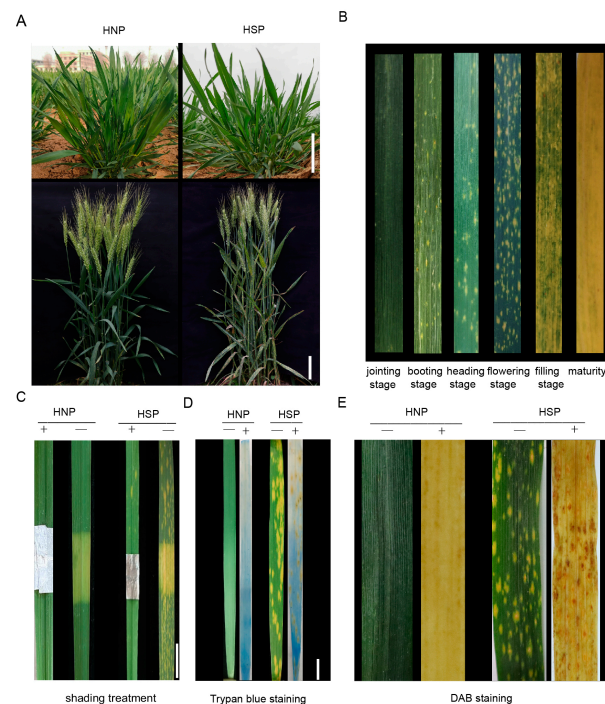 A
HNP
HSP
B
jointing stage
booting stage
heading stage
flowering stage
filling stage
maturity
C
HNP
HSP
+
—
+
—
shading treatment
D
HNP
HSP
—
+
—
+
Trypan blue staining
E
HNP
HSP
—
+
—
+
DAB staining